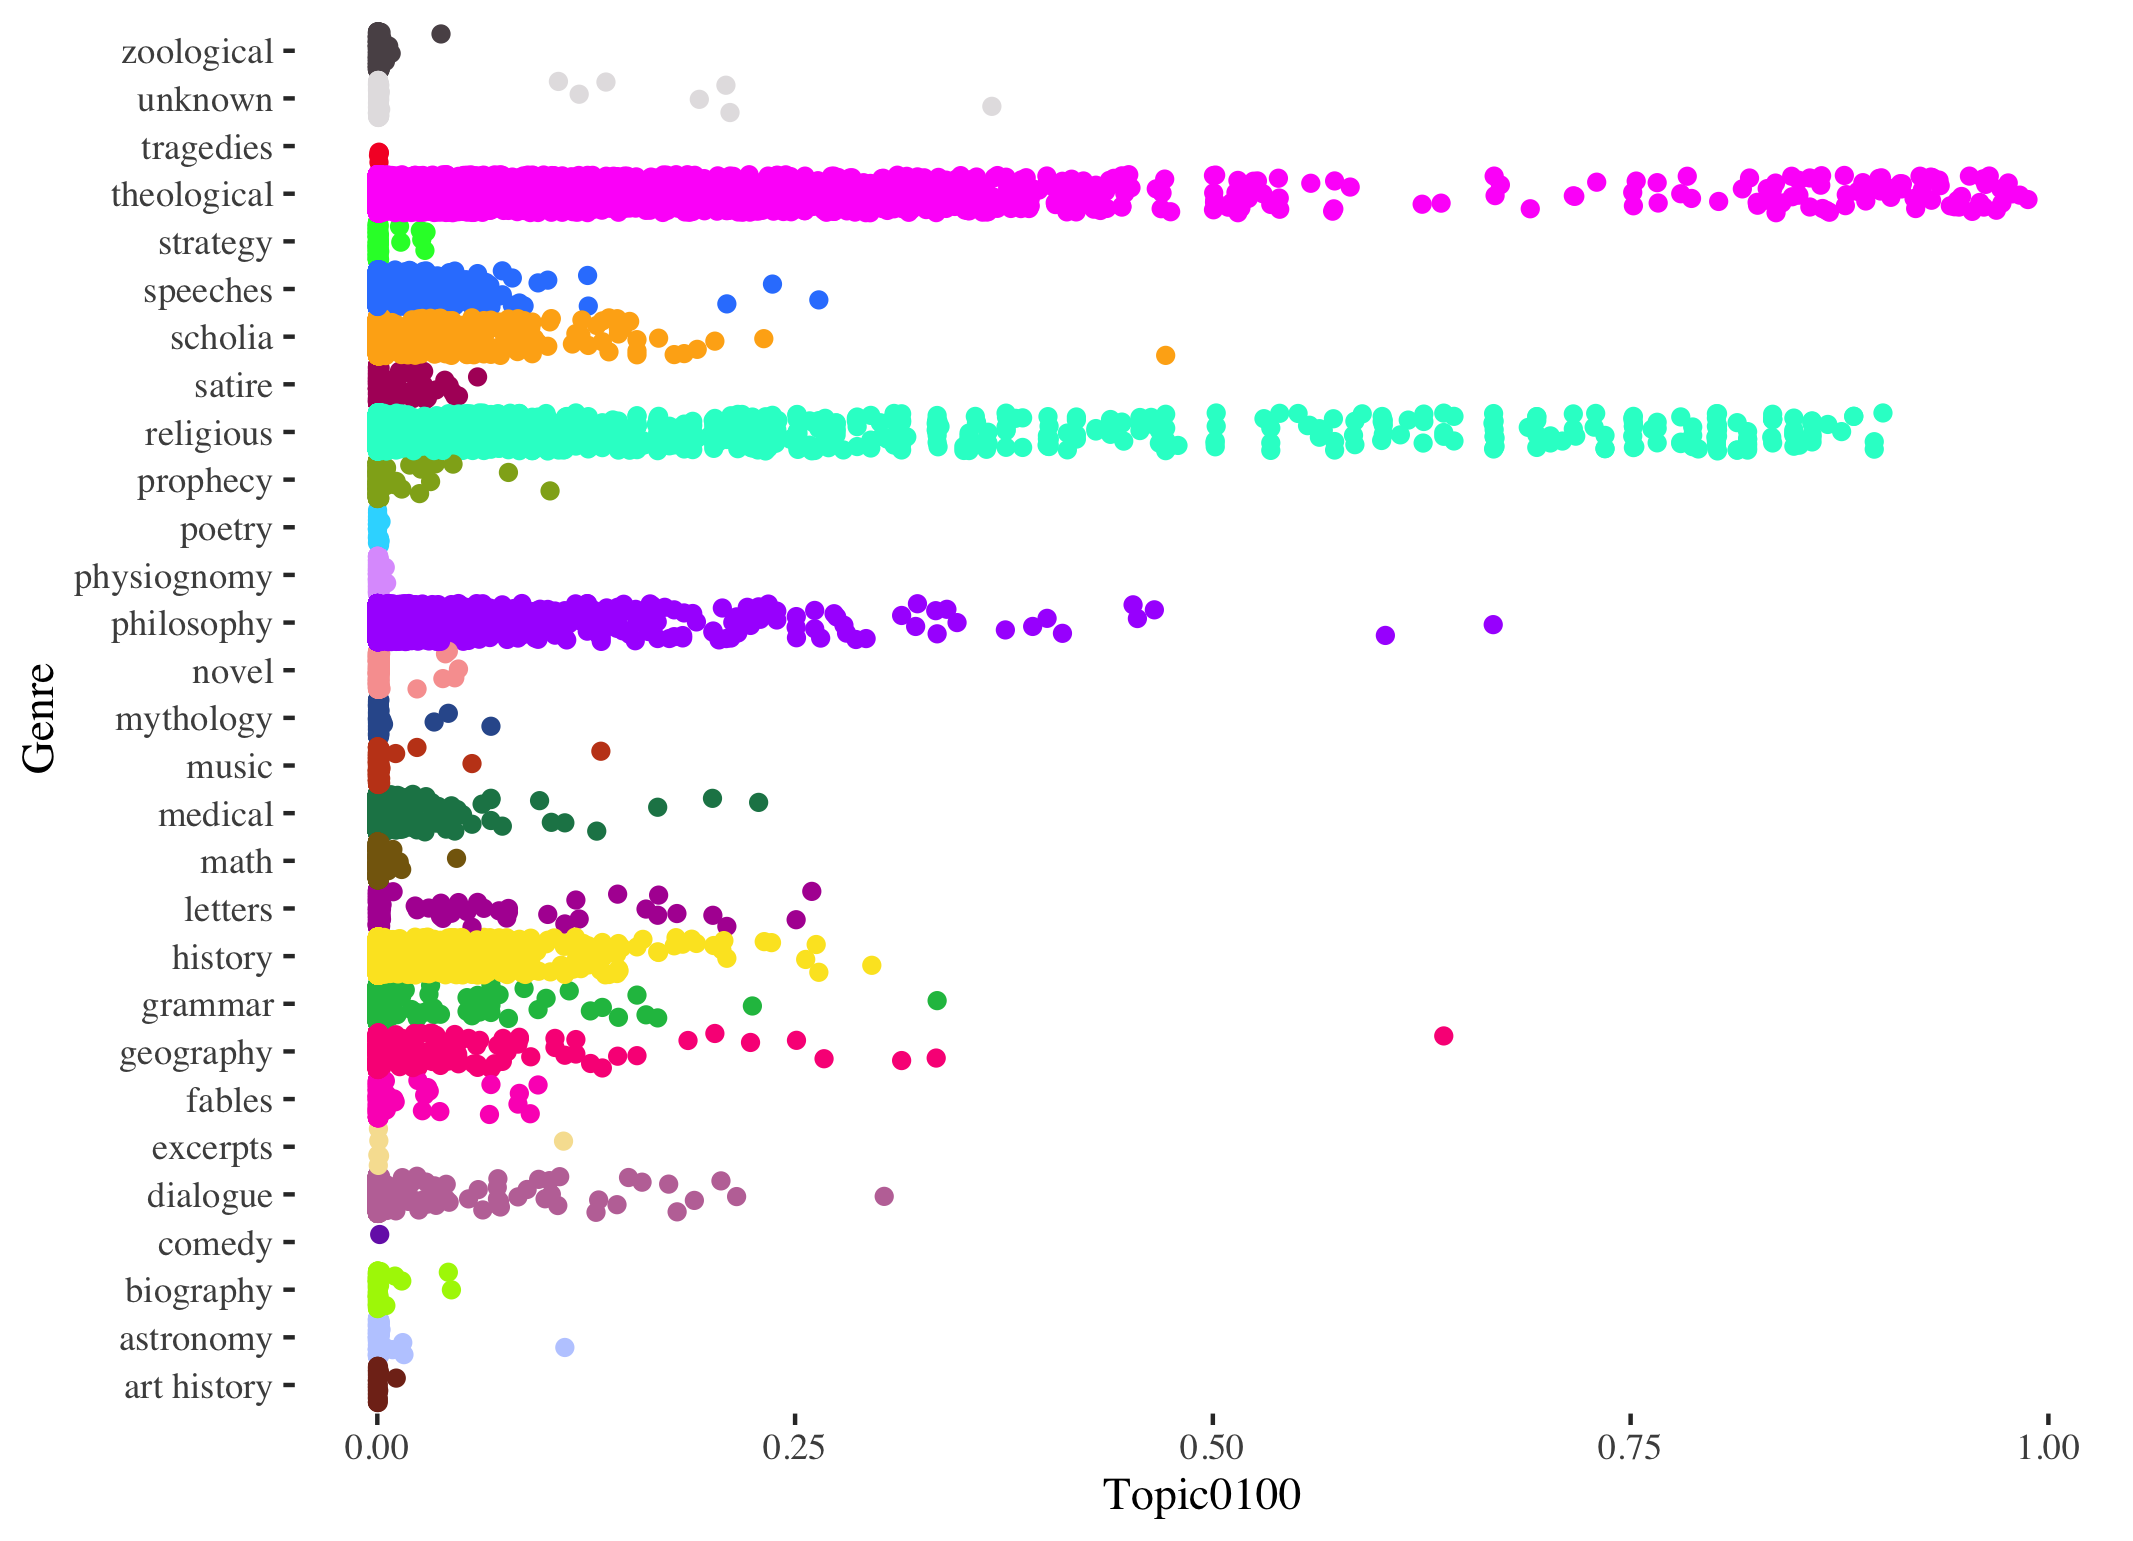 Genre
zoological
unknown
tragedies
theological
strategy
speeches
scholia
satire
religious
prophecy
poetry
physiognomy
philosophy
novel
mythology
music
medical
math
letters
history
grammar
geography
fables
excerpts
dialogue
comedy
biography
astronomy
art history
0.00 0.25 0.50 0.75 1.00
Topic0100